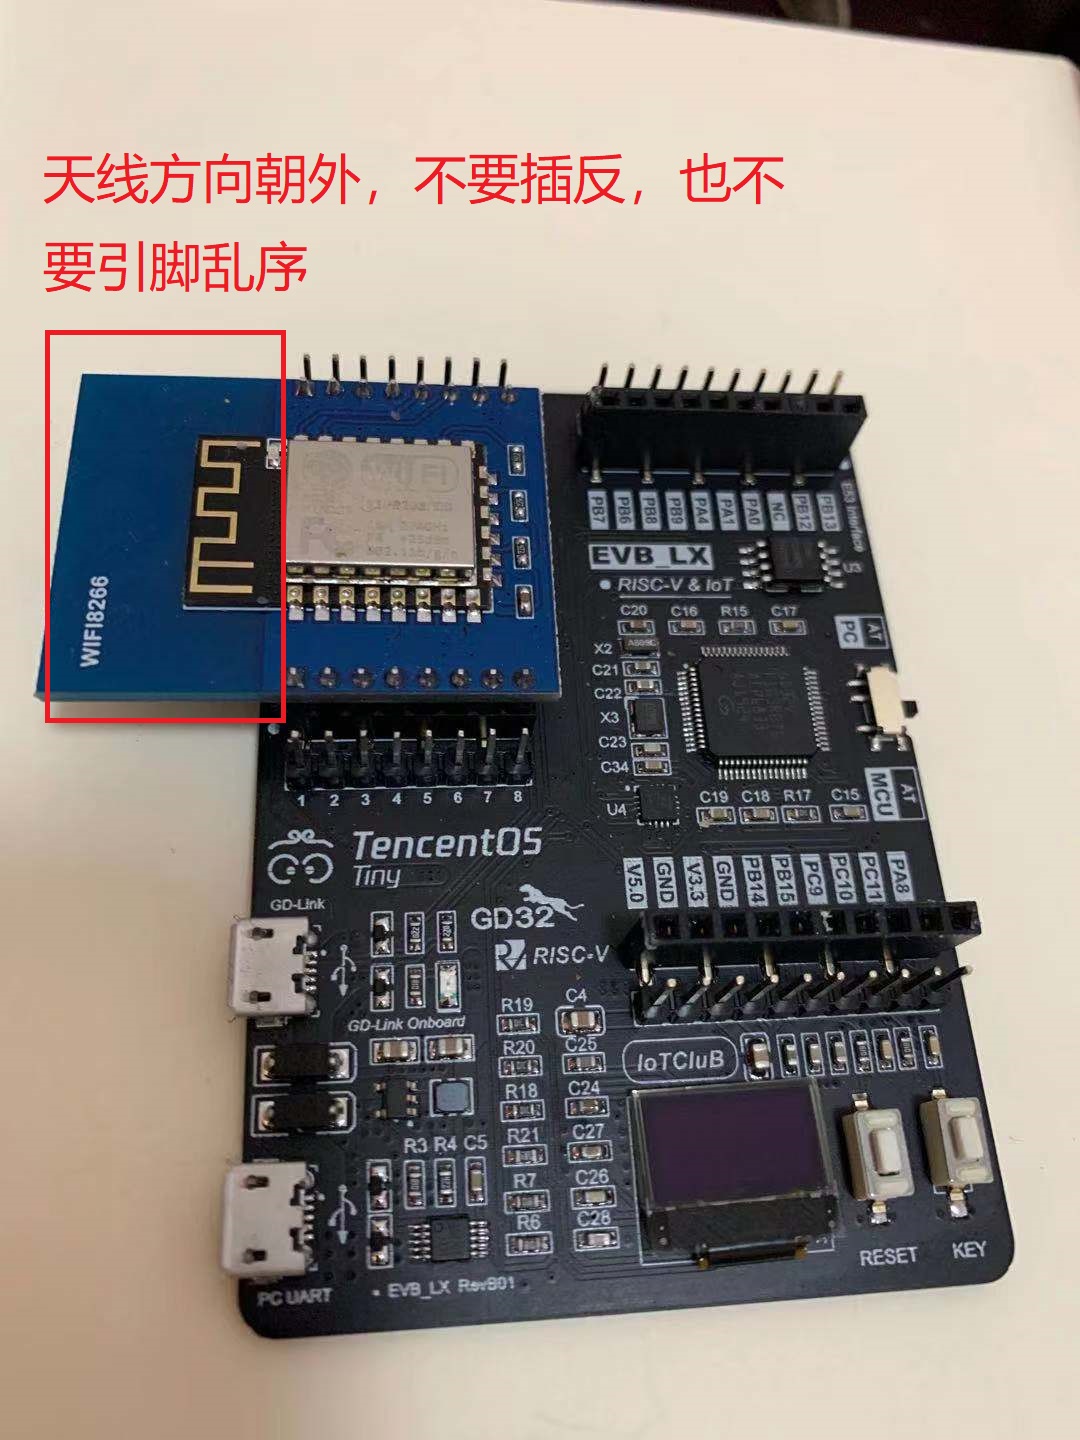 天线方向朝外，不要插反，也不
要引脚乱序
WIFI8266
WiFi
PB7
PB6
PB8
PB9
PA4
PA1
PA0
NC
PB12
PB13
EVB_LX
RISC-V & IoT
U3
C20
C16
R15
C17
X2
C21
C22
X3
C23
C34
U4
C19
C18
R17
C15
AT
PC
AT
MCU
1 2 3 4 5 6 7 8
TencentOS
Tiny
GD-Link
GD32
RISC-V
V5.0
GND
V3.3
GND
PB14
PB15
PC9
PC10
PC11
PA8
GD-Link Onboard
R19
C4
R20
C25
R18
C24
R21
C27
R7
C26
R6
C28
IoTCluB
R3 R4 C5
RESET
KEY
PC UART
EVB_LX RevB01